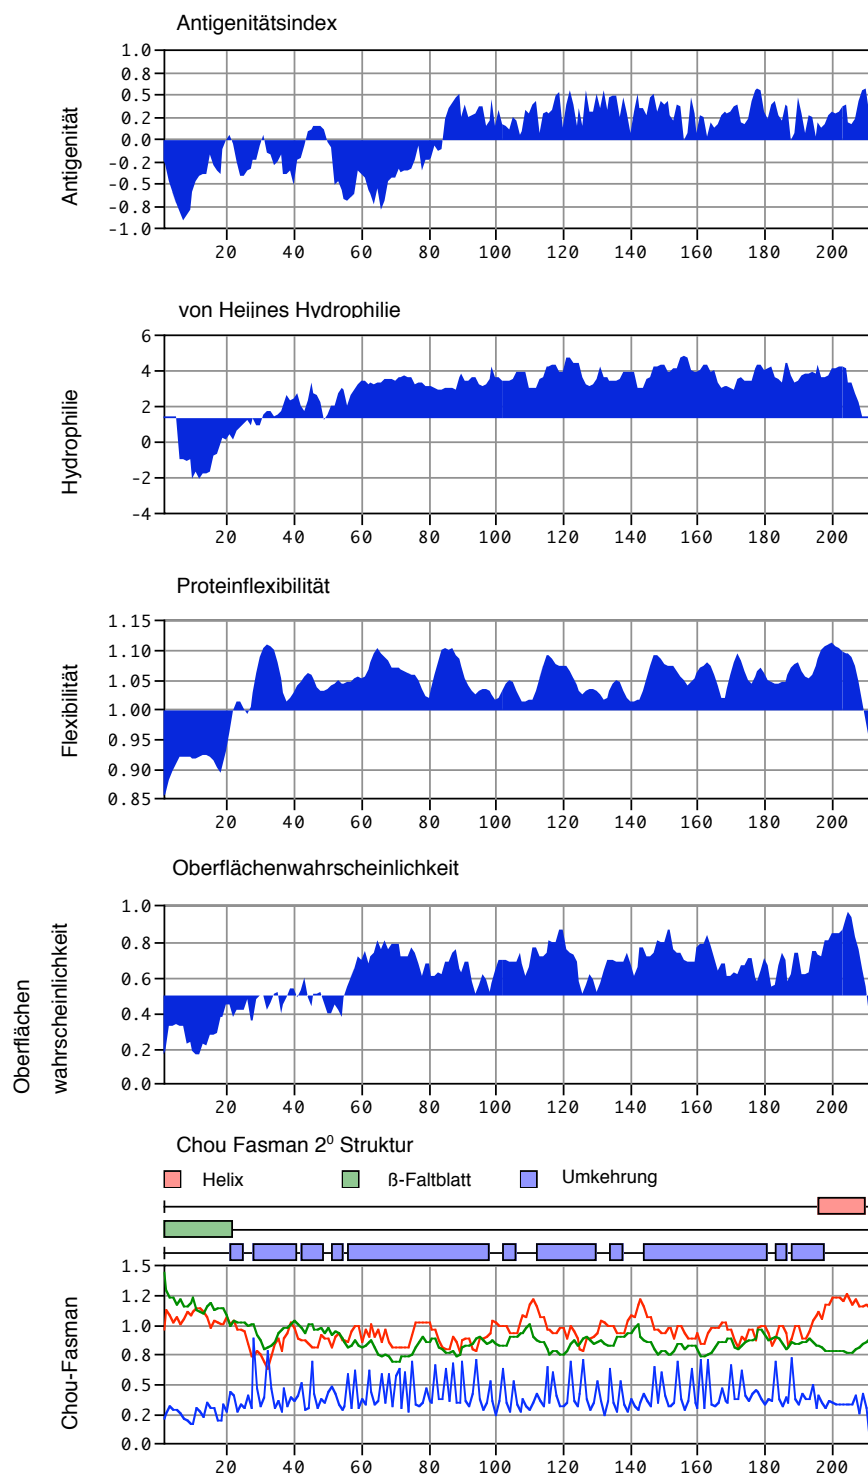 Antigenitätsindex
Antigenität
1.0
0.8
0.5
0.2
0.0
-0.2
-0.5
-0.8
-1.0
20 40 60 80 100 120 140 160 180 200
von Heijnes Hydrophilie
Hydrophilie
6
4
2
0
-2
-4
20 40 60 80 100 120 140 160 180 200
Proteinflexibilität
Flexibilität
1.15
1.10
1.05
1.00
0.95
0.90
0.85
20 40 60 80 100 120 140 160 180 200
Oberflächenwahrscheinlichkeit
Oberflächen
wahrscheinlichkeit
1.0
0.8
0.6
0.4
0.2
0.0
20 40 60 80 100 120 140 160 180 200
Chou Fasman 2⁰ Struktur
Helix ß-Faltblatt Umkehrung
Chou-Fasman
1.5
1.2
1.0
0.8
0.5
0.2
0.0
20 40 60 80 100 120 140 160 180 200